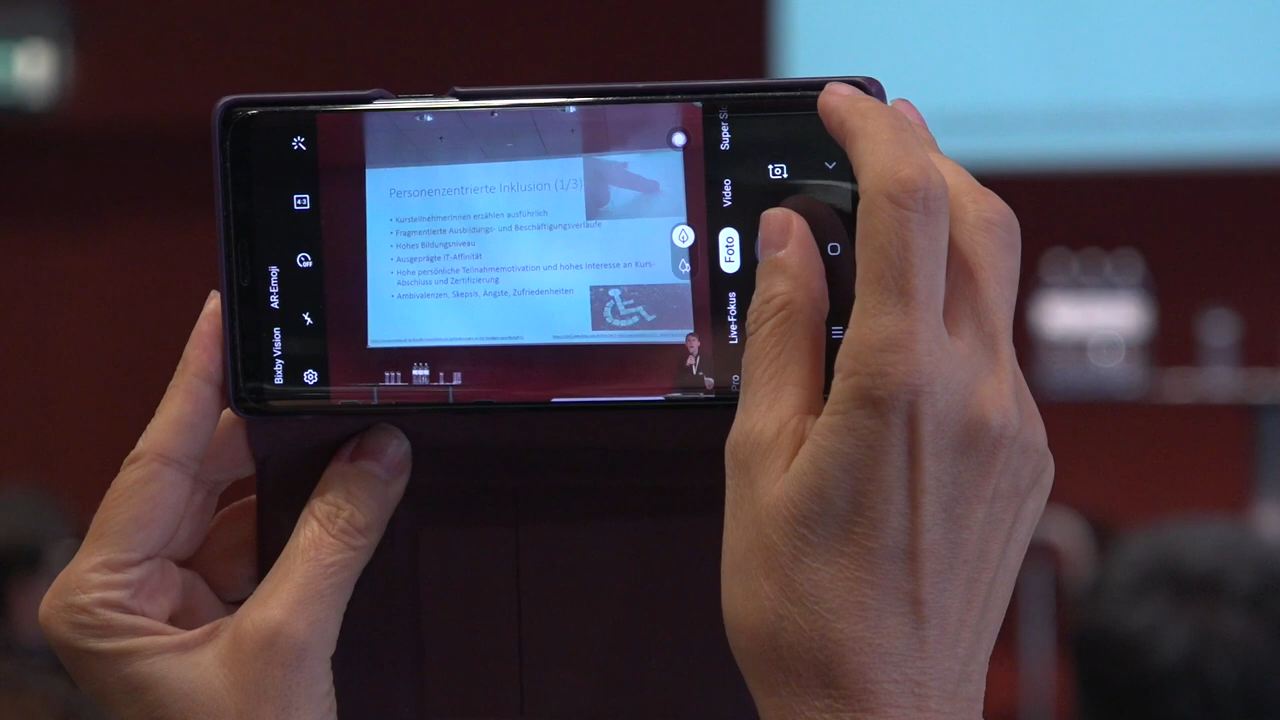 Personenzentrierte Inklusion (1/3)
• KursteilnehmerInnen erzählen ausführlich
• Fragmentierte Ausbildungs- und Beschäftigungsverläufe
• Hohes Bildungsniveau
• Ausgeprägte IT-Affinität
• Hohe persönliche Teilnahmemotivation und hohes Interesse an Kurs-
Abschluss und Zertifizierung
• Ambivalenzen, Skepsis, Ängste, Zufriedenheiten
Bixby Vision
AR-Emoji
4:3
OFF
Pro
Live-Fokus
Foto
Video
Super